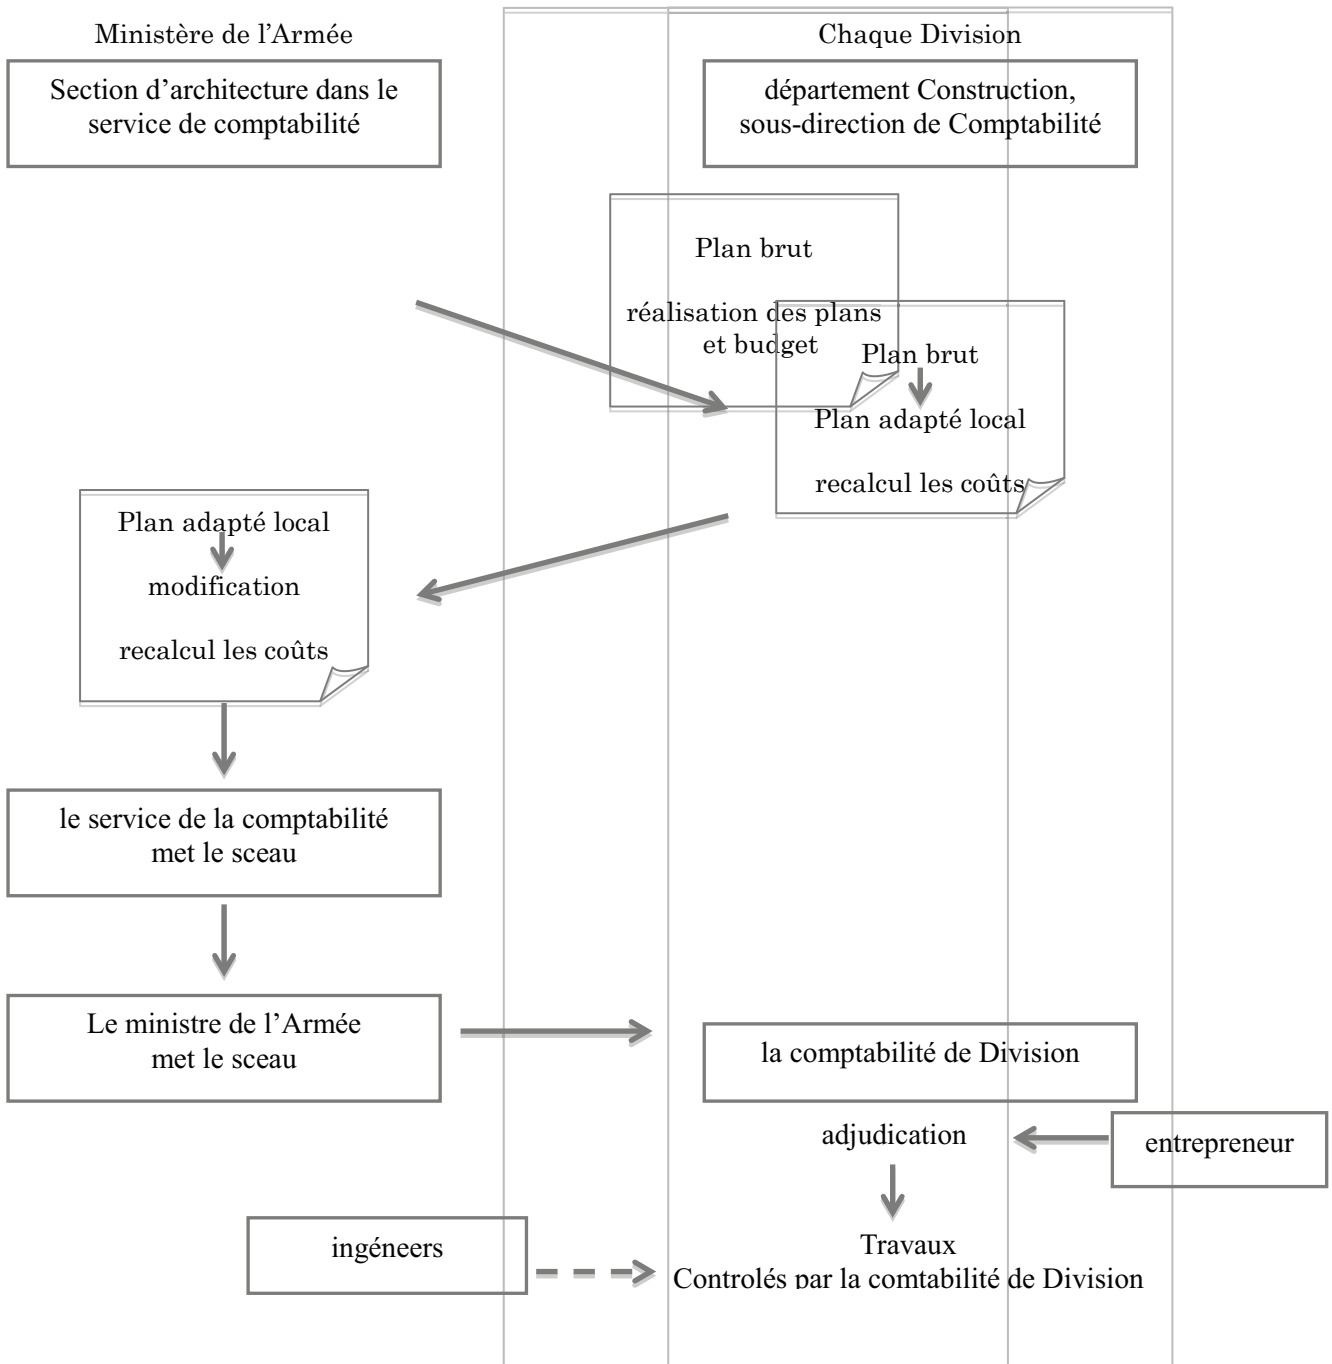 Ministère de l’Armée
Chaque Division
Section d’architecture dans le
service de comptabilité
département Construction,
sous-direction de Comptabilité
Plan brut
réalisation des plans
et budget
Plan brut
Plan adapté local
recalcul les coûts
Plan adapté local
modification
recalcul les coûts
le service de la comptabilité
met le sceau
Le ministre de l’Armée
met le sceau
la comptabilité de Division
adjudication
entrepreneur
ingéneers
Travaux
Controlés par la comtabilité de Division